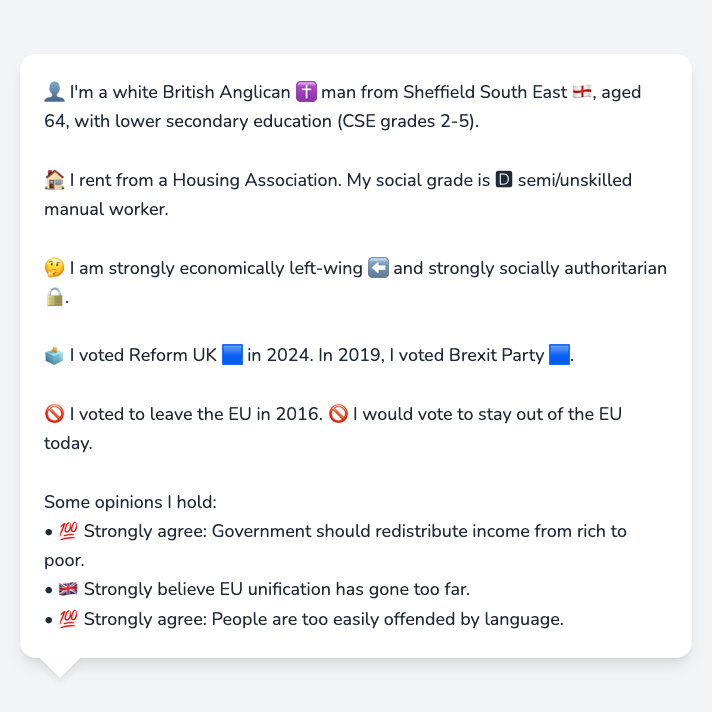 👤 I'm a white British Anglican ✝️ man from Sheffield South East 🏴󠁧󠁢󠁥󠁮󠁧󠁿, aged
64, with lower secondary education (CSE grades 2-5).
🏠 I rent from a Housing Association. My social grade is 🅳 semi/unskilled
manual worker.
🤔 I am strongly economically left-wing ⬅️ and strongly socially authoritarian
🔒.
🗳️ I voted Reform UK 🟦 in 2024. In 2019, I voted Brexit Party 🟦.
🚫 I voted to leave the EU in 2016. 🚫 I would vote to stay out of the EU
today.
Some opinions I hold:
• 💯 Strongly agree: Government should redistribute income from rich to
poor.
• 🇬🇧 Strongly believe EU unification has gone too far.
• 💯 Strongly agree: People are too easily offended by language.